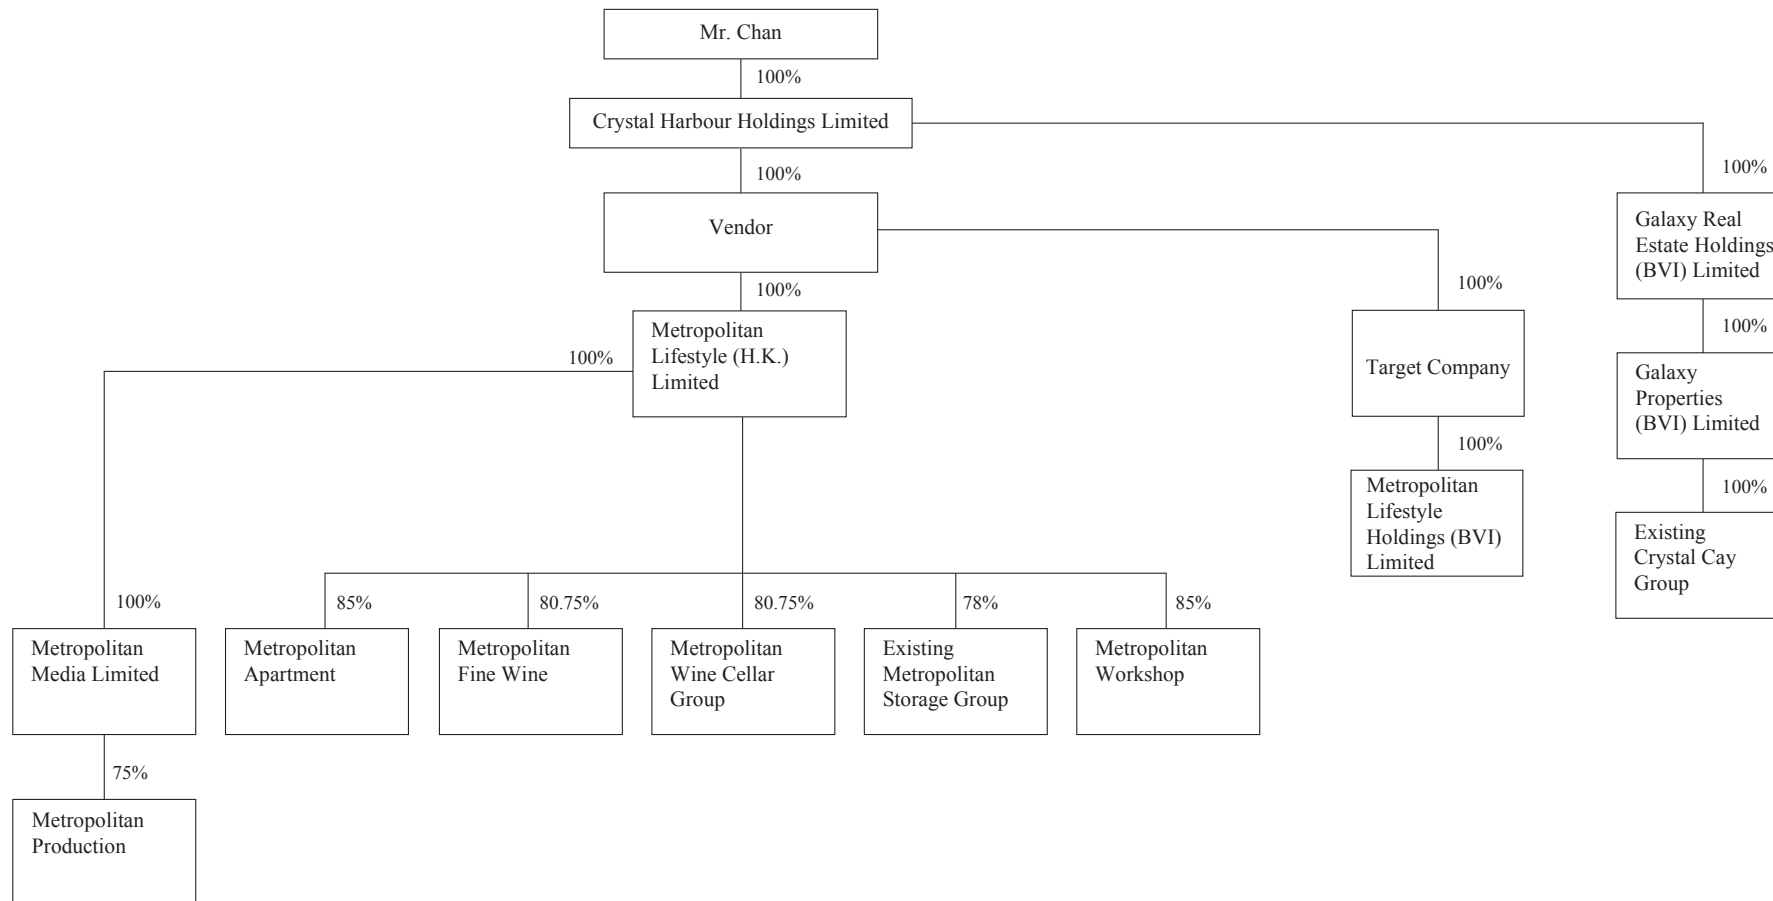 Mr. Chan
100%
Crystal Harbour Holdings Limited
100%
100%
Vendor
Galaxy Real
Estate Holdings
(BVI) Limited
100%
100%
Metropolitan
Lifestyle (H.K.)
Limited
100%
100%
Target Company
Galaxy
Properties
(BVI) Limited
100%
100%
Metropolitan
Lifestyle
Holdings (BVI)
Limited
Existing
Crystal Cay
Group
100%
85%
80.75%
80.75%
78%
85%
Metropolitan
Media Limited
Metropolitan
Apartment
Metropolitan
Fine Wine
Metropolitan
Wine Cellar
Group
Existing
Metropolitan
Storage Group
Metropolitan
Workshop
75%
Metropolitan
Production